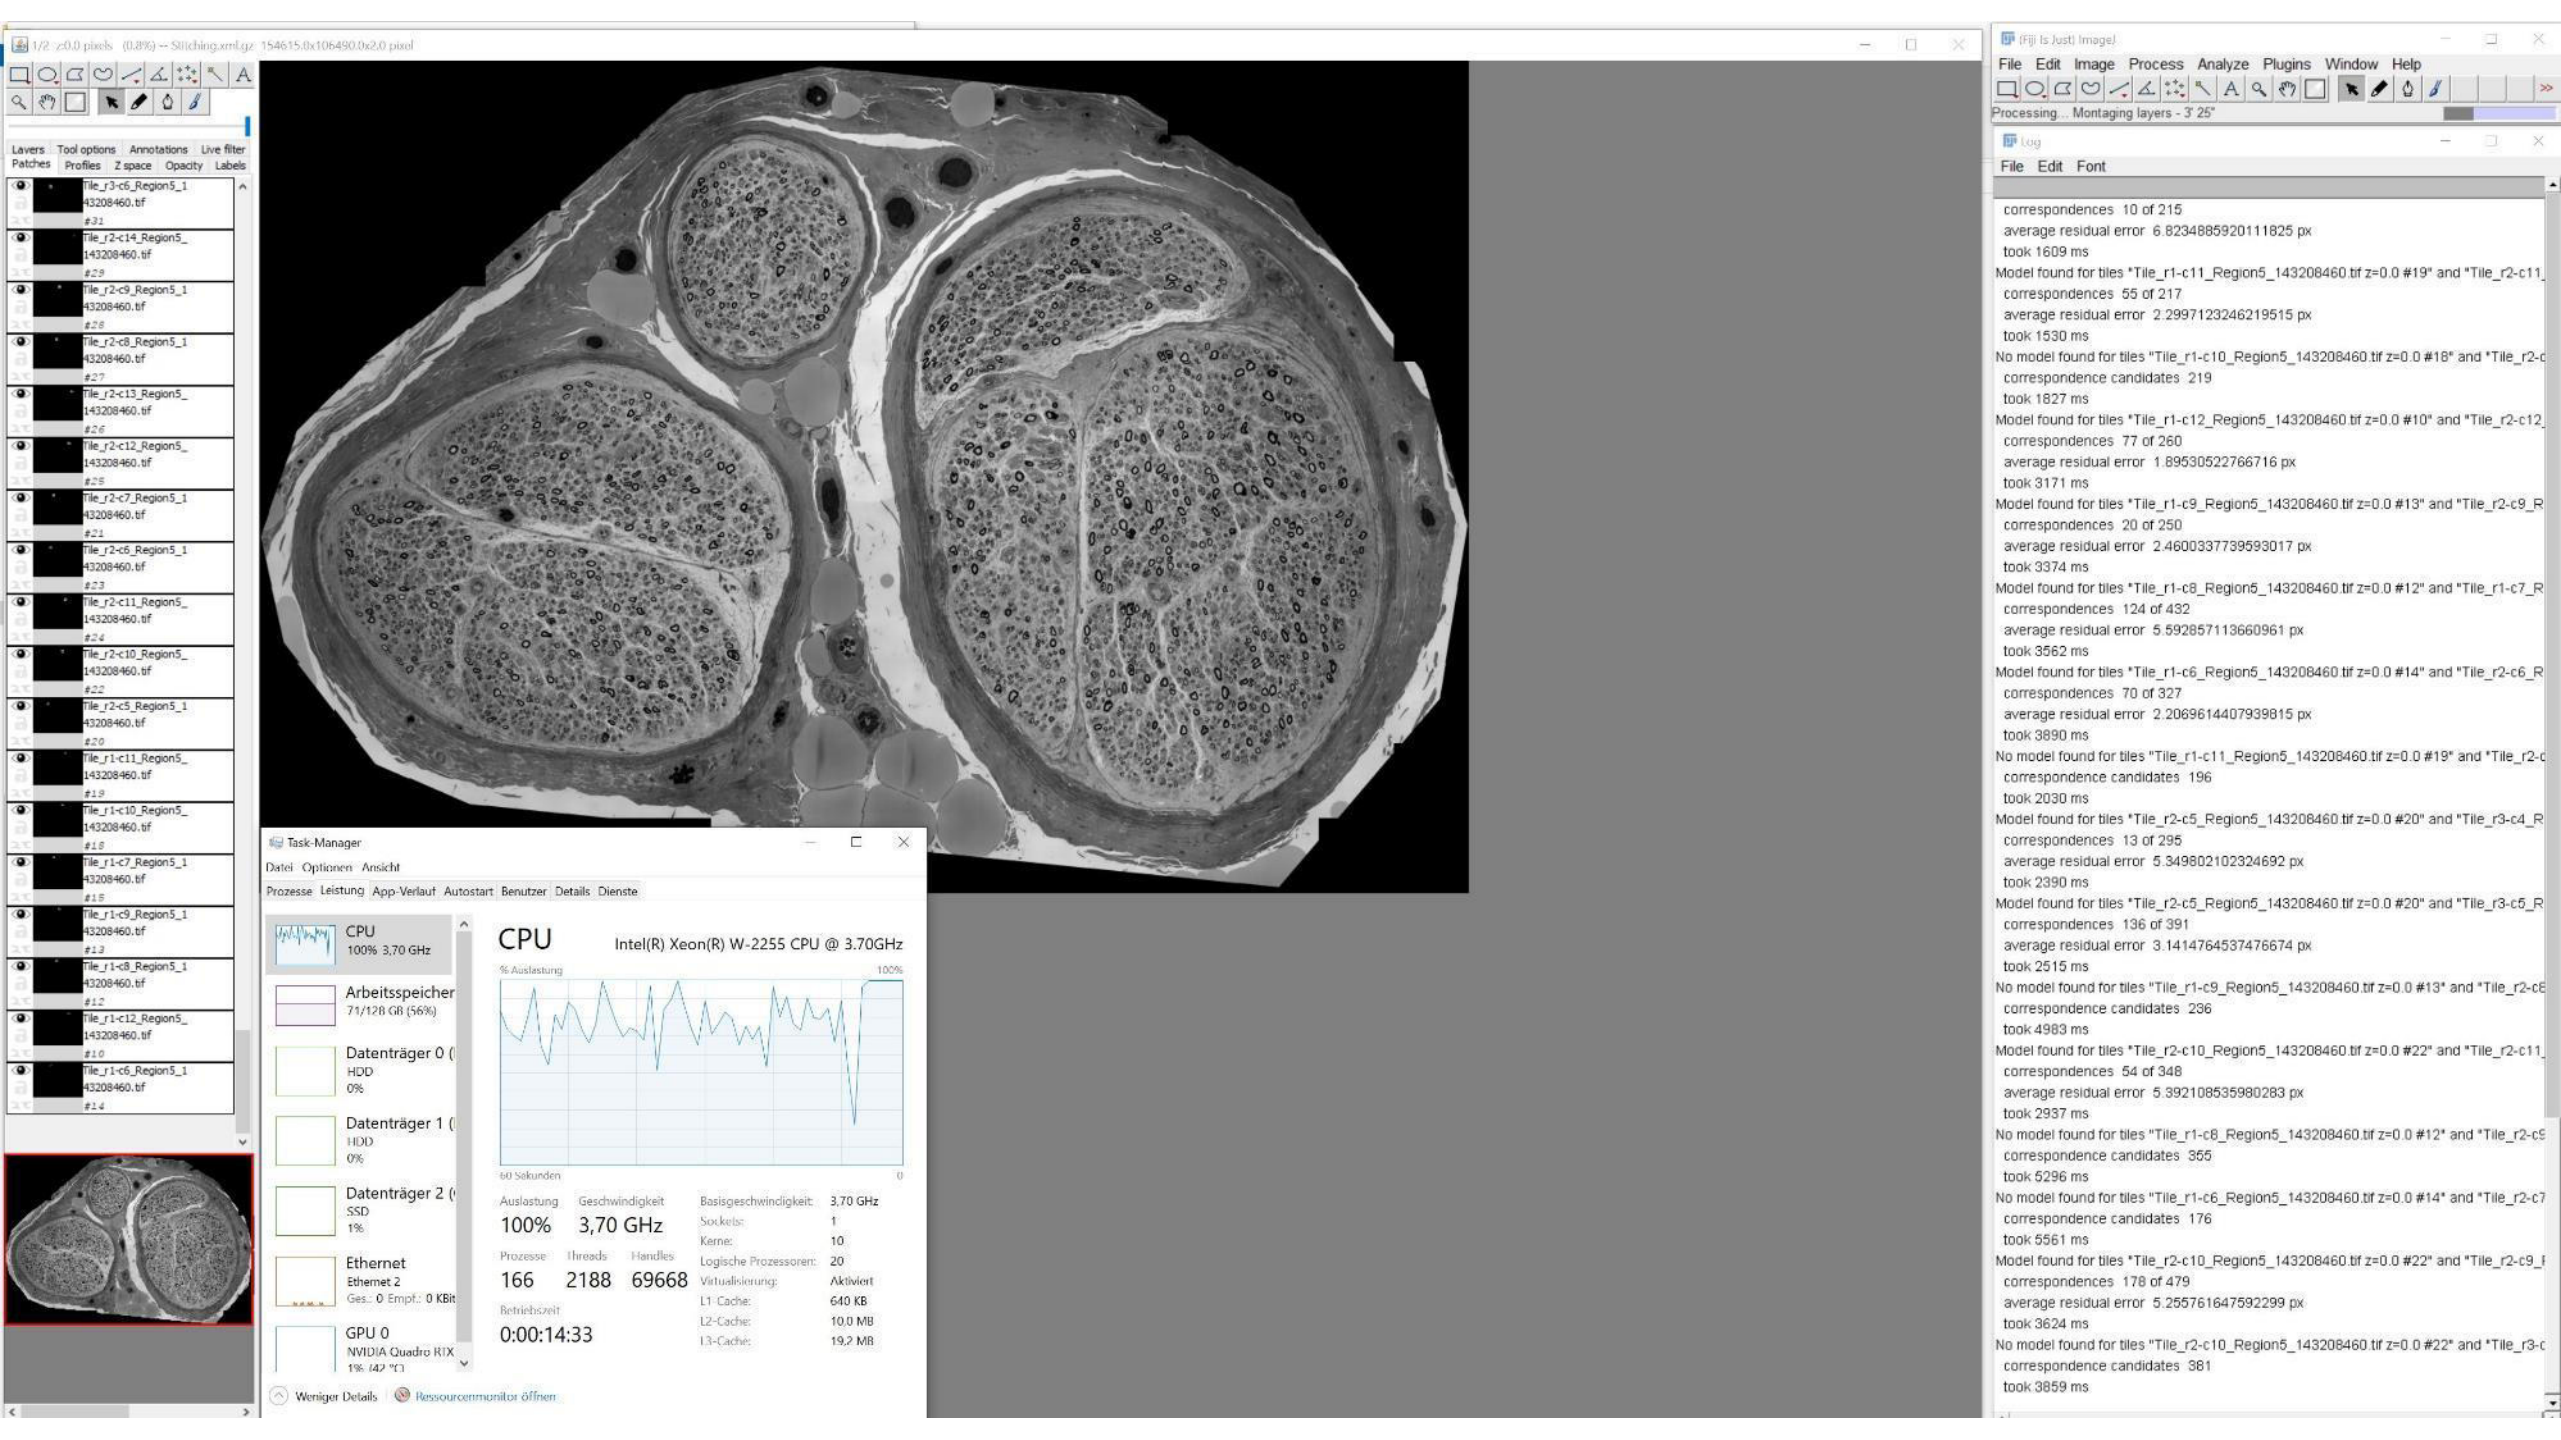 1/2 z:0.0 pixels (0.8%) -- Stitching.xml.gz 154615.0x106490.0x2.0 pixel
Layers Tool options Annotations Live filter
Patches Profiles Z space Opacity Labels
Tile_r3-c6_Region5_1
43208460.tif
#31
Tile_r2-c14_Region5_
143208460.tif
#29
Tile_r2-c9_Region5_1
43208460.tif
#28
Tile_r2-c8_Region5_1
43208460.tif
#27
Tile_r2-c13_Region5_
143208460.tif
#26
Tile_r2-c12_Region5_
143208460.tif
#25
Tile_r2-c7_Region5_1
43208460.tif
#21
Tile_r2-c6_Region5_1
43208460.tif
#23
Tile_r2-c11_Region5_
143208460.tif
#24
Tile_r2-c10_Region5_
143208460.tif
#22
Tile_r2-c5_Region5_1
43208460.tif
#20
Tile_r1-c11_Region5_
143208460.tif
#19
Tile_r1-c10_Region5_
143208460.tif
#18
Tile_r1-c7_Region5_1
43208460.tif
#15
Tile_r1-c9_Region5_1
43208460.tif
#13
Tile_r1-c8_Region5_1
43208460.tif
#12
Tile_r1-c12_Region5_
143208460.tif
#10
Tile_r1-c6_Region5_1
43208460.tif
#14
Task-Manager
Datei Optionen Ansicht
Prozesse Leistung App-Verlauf Autostart Benutzer Details Dienste
CPU
100% 3,70 GHz
Arbeitsspeicher
71/128 GB (56%)
Datenträger 0 (
HDD
0%
Datenträger 1 (
HDD
0%
Datenträger 2 (
SSD
1%
Ethernet
Ethernet 2
Ges.: 0 Empf.: 0 KBit
GPU 0
NVIDIA Quadro RTX
1% (42 °C)
CPU Intel(R) Xeon(R) W-2255 CPU @ 3.70GHz
% Auslastung 100%
60 Sekunden 0
Auslastung Geschwindigkeit
100% 3,70 GHz
Prozesse Threads Handles
166 2188 69668
Betriebszeit
0:00:14:33
Basisgeschwindigkeit: 3,70 GHz
Sockets: 1
Kerne: 10
Logische Prozessoren: 20
Virtualisierung: Aktiviert
L1-Cache: 640 KB
L2-Cache: 10,0 MB
L3-Cache: 19,2 MB
Weniger Details Ressourcenmonitor öffnen
(Fiji Is Just) ImageJ
File Edit Image Process Analyze Plugins Window Help
Processing... Montaging layers - 3' 25"
Log
File Edit Font
correspondences 10 of 215
average residual error 6.8234885920111825 px
took 1609 ms
Model found for tiles "Tile_r1-c11_Region5_143208460.tif z=0.0 #19" and "Tile_r2-c11_
correspondences 55 of 217
average residual error 2.2997123246219515 px
took 1530 ms
No model found for tiles "Tile_r1-c10_Region5_143208460.tif z=0.0 #18" and "Tile_r2-c
correspondence candidates 219
took 1827 ms
Model found for tiles "Tile_r1-c12_Region5_143208460.tif z=0.0 #10" and "Tile_r2-c12_
correspondences 77 of 260
average residual error 1.89530522766716 px
took 3171 ms
Model found for tiles "Tile_r1-c9_Region5_143208460.tif z=0.0 #13" and "Tile_r2-c9_R
correspondences 20 of 250
average residual error 2.4600337739593017 px
took 3374 ms
Model found for tiles "Tile_r1-c8_Region5_143208460.tif z=0.0 #12" and "Tile_r1-c7_R
correspondences 124 of 432
average residual error 5.592857113660961 px
took 3562 ms
Model found for tiles "Tile_r1-c6_Region5_143208460.tif z=0.0 #14" and "Tile_r2-c6_R
correspondences 70 of 327
average residual error 2.2069614407939815 px
took 3890 ms
No model found for tiles "Tile_r1-c11_Region5_143208460.tif z=0.0 #19" and "Tile_r2-c
correspondence candidates 196
took 2030 ms
Model found for tiles "Tile_r2-c5_Region5_143208460.tif z=0.0 #20" and "Tile_r3-c4_R
correspondences 13 of 295
average residual error 5.349802102324692 px
took 2390 ms
Model found for tiles "Tile_r2-c5_Region5_143208460.tif z=0.0 #20" and "Tile_r3-c5_R
correspondences 136 of 391
average residual error 3.1414764537476674 px
took 2515 ms
No model found for tiles "Tile_r1-c9_Region5_143208460.tif z=0.0 #13" and "Tile_r2-c8
correspondence candidates 236
took 4983 ms
Model found for tiles "Tile_r2-c10_Region5_143208460.tif z=0.0 #22" and "Tile_r2-c11_
correspondences 54 of 348
average residual error 5.392108535980283 px
took 2937 ms
No model found for tiles "Tile_r1-c8_Region5_143208460.tif z=0.0 #12" and "Tile_r2-c9
correspondence candidates 355
took 5296 ms
No model found for tiles "Tile_r1-c6_Region5_143208460.tif z=0.0 #14" and "Tile_r2-c7
correspondence candidates 176
took 5561 ms
Model found for tiles "Tile_r2-c10_Region5_143208460.tif z=0.0 #22" and "Tile_r2-c9_
correspondences 178 of 479
average residual error 5.255761647592299 px
took 3624 ms
No model found for tiles "Tile_r2-c10_Region5_143208460.tif z=0.0 #22" and "Tile_r3-c
correspondence candidates 381
took 3859 ms